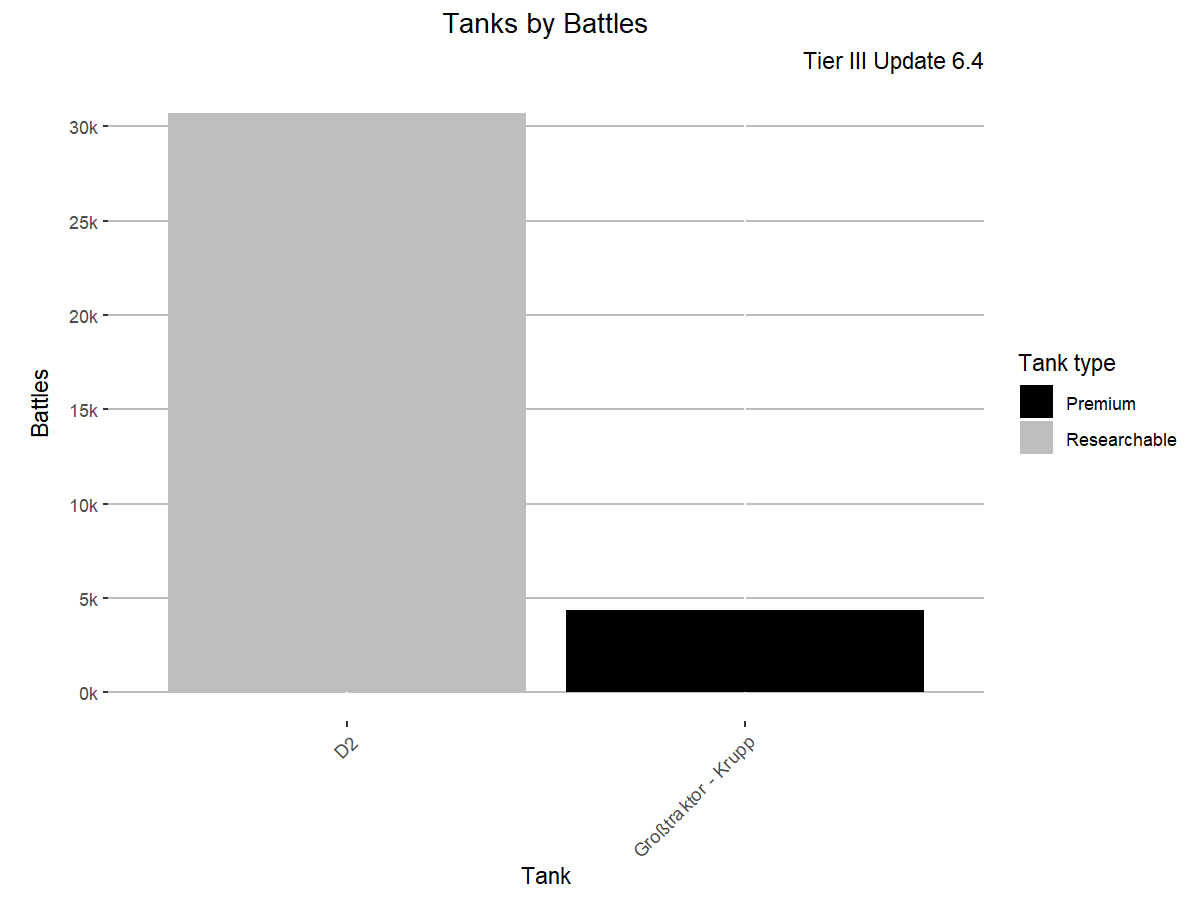 Tanks by Battles
Tier III Update 6.4
30k
25k
20k
15k
10k
5k
0k
Battles
D2
Großtraktor - Krupp
Tank
Tank type
Premium
Researchable